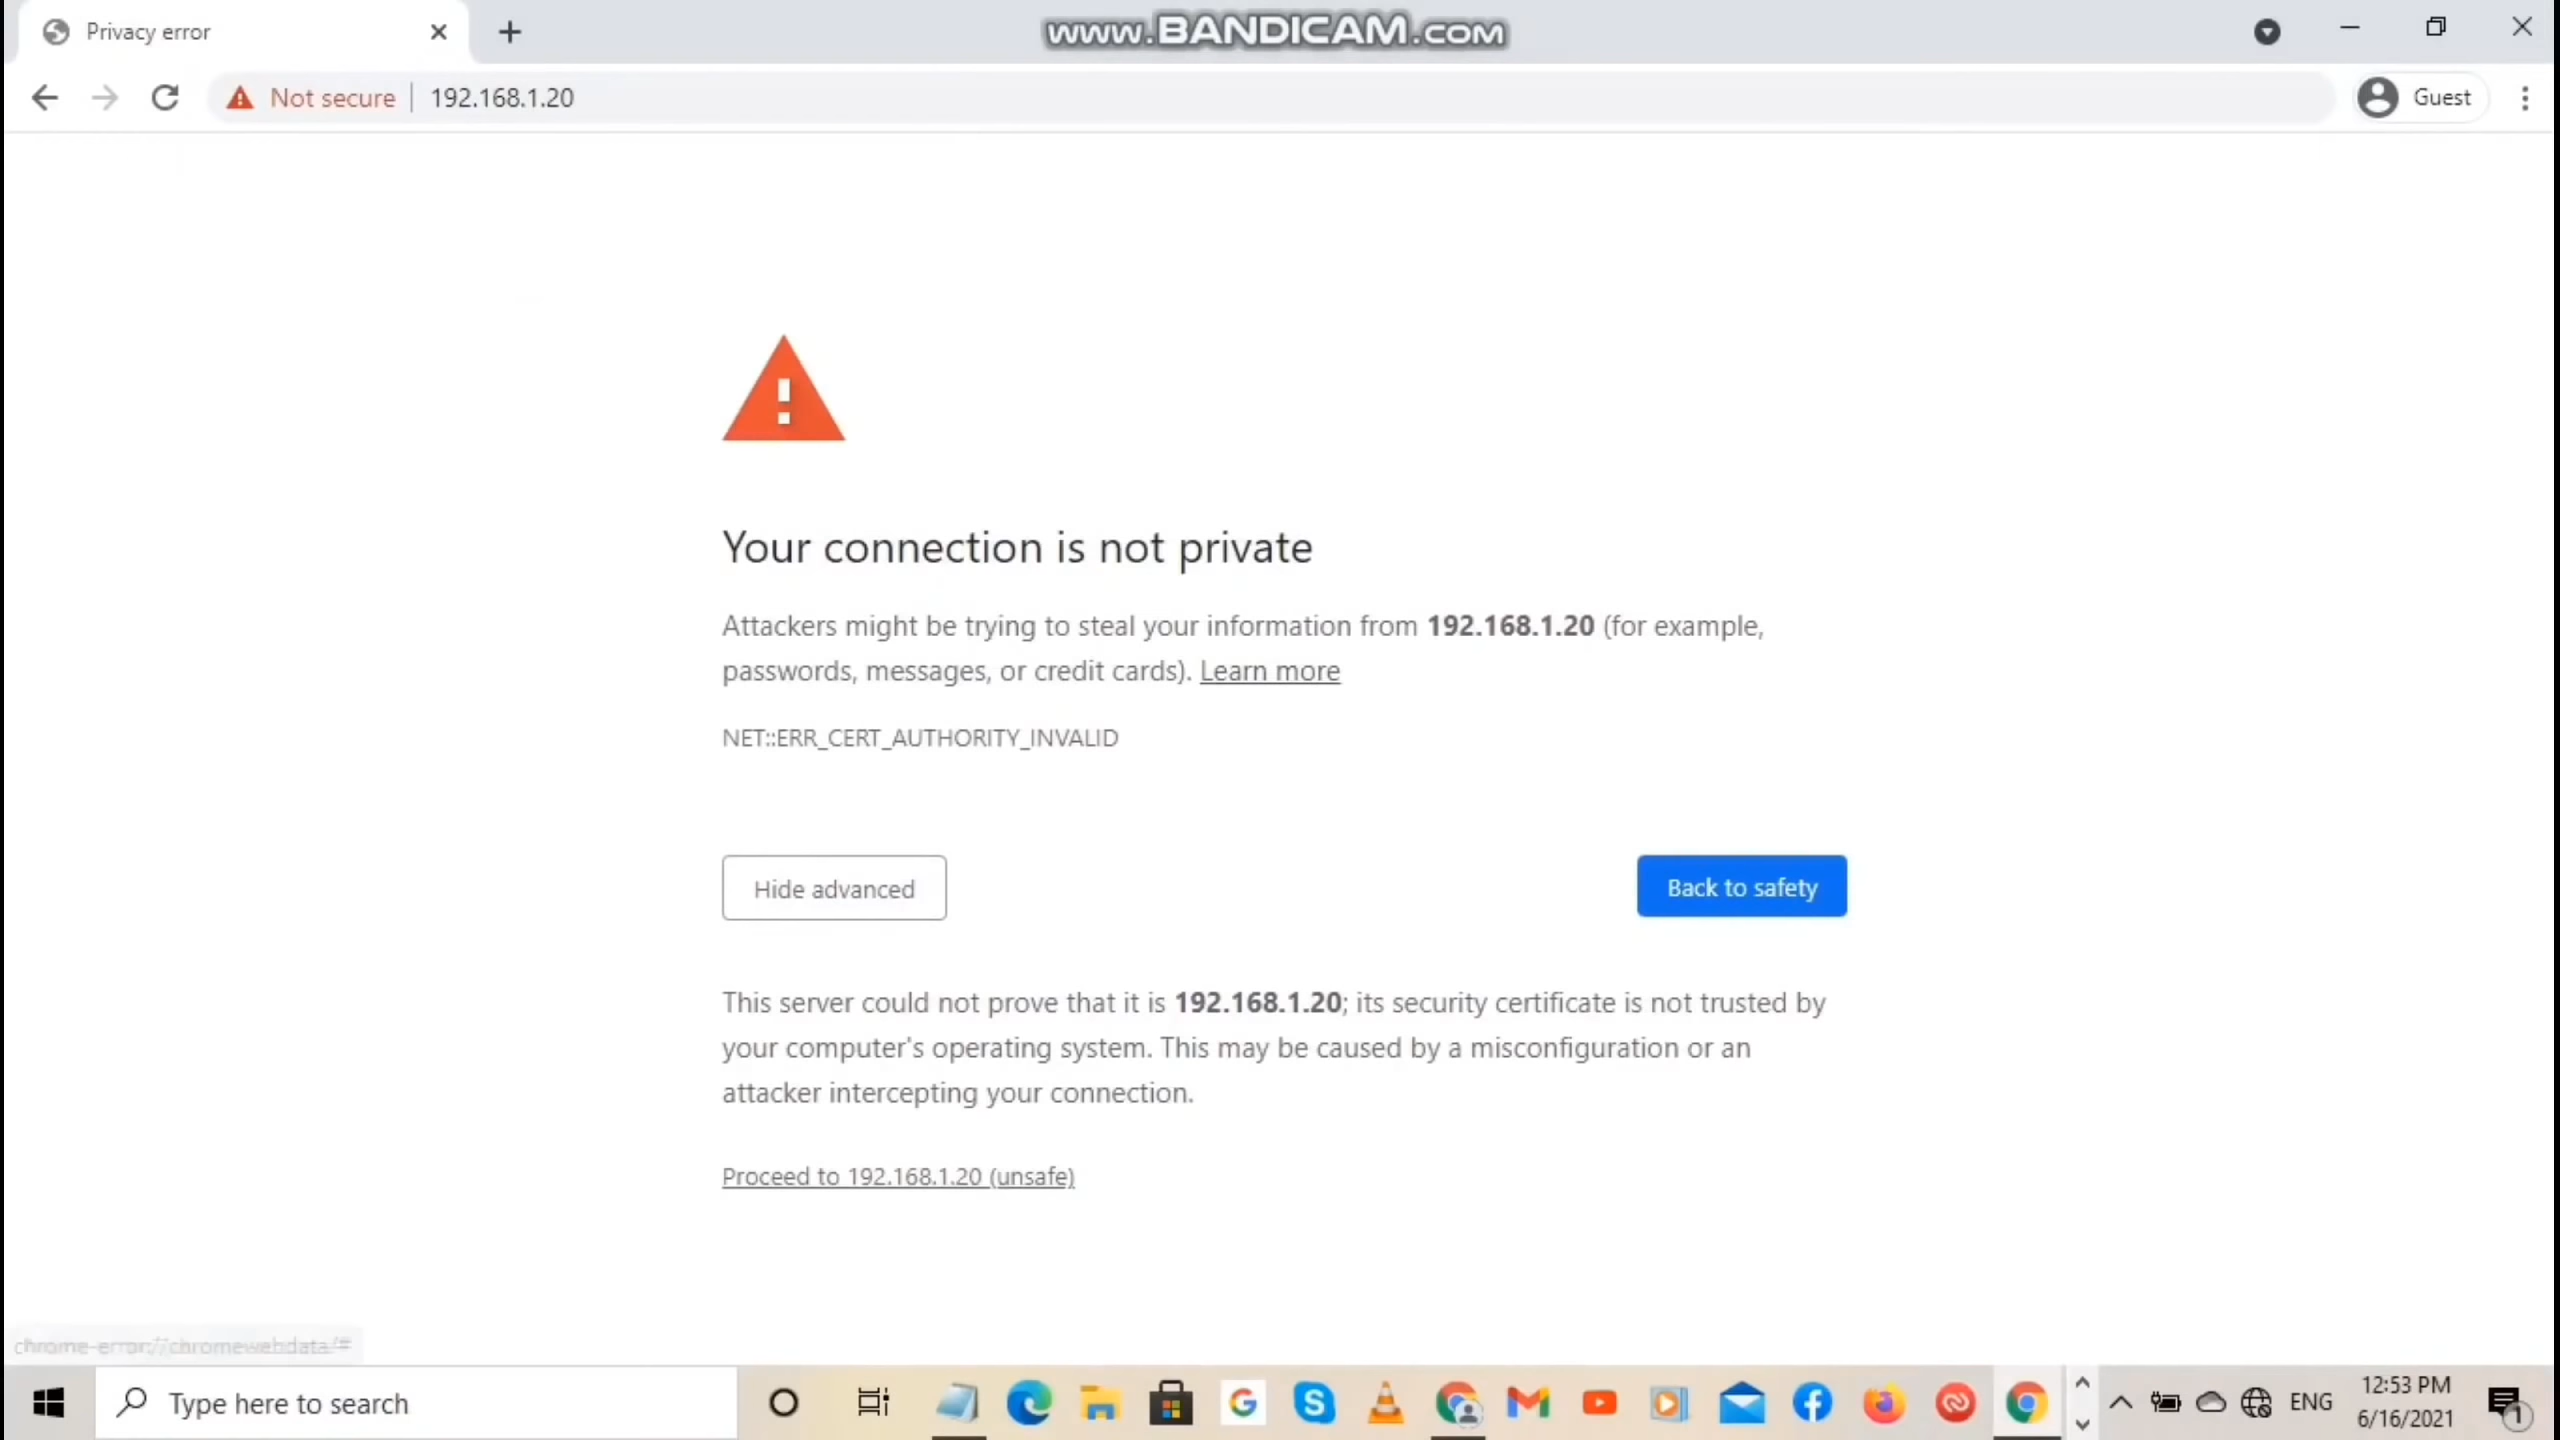 Privacy error
www.BANDICAM.com
Not secure
192.168.1.20
Guest
Your connection is not private
Attackers might be trying to steal your information from 192.168.1.20 (for example,
passwords, messages, or credit cards). Learn more
NET::ERR_CERT_AUTHORITY_INVALID
Hide advanced
Back to safety
This server could not prove that it is 192.168.1.20; its security certificate is not trusted by
your computer's operating system. This may be caused by a misconfiguration or an
attacker intercepting your connection.
Proceed to 192.168.1.20 (unsafe)
chrome-error://chromewebdata/#
Type here to search
ENG
12:53 PM
6/16/2021
1